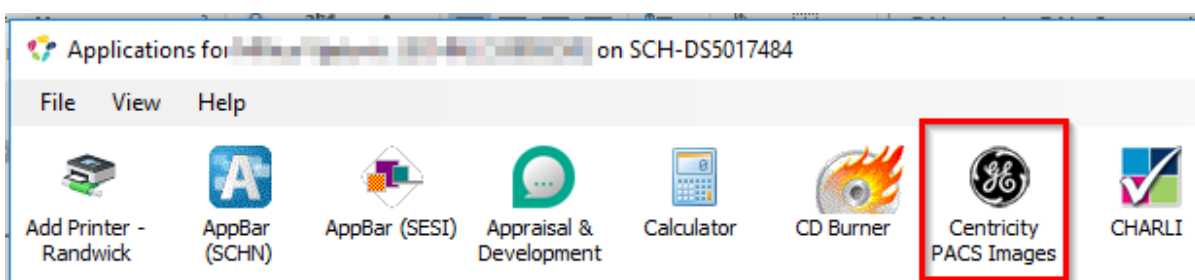 Applications for on SCH-DS5017484
File View Help
Add Printer - Randwick
AppBar (SCHN)
AppBar (SESI)
Appraisal & Development
Calculator
CD Burner
Centricity PACS Images
CHARLI